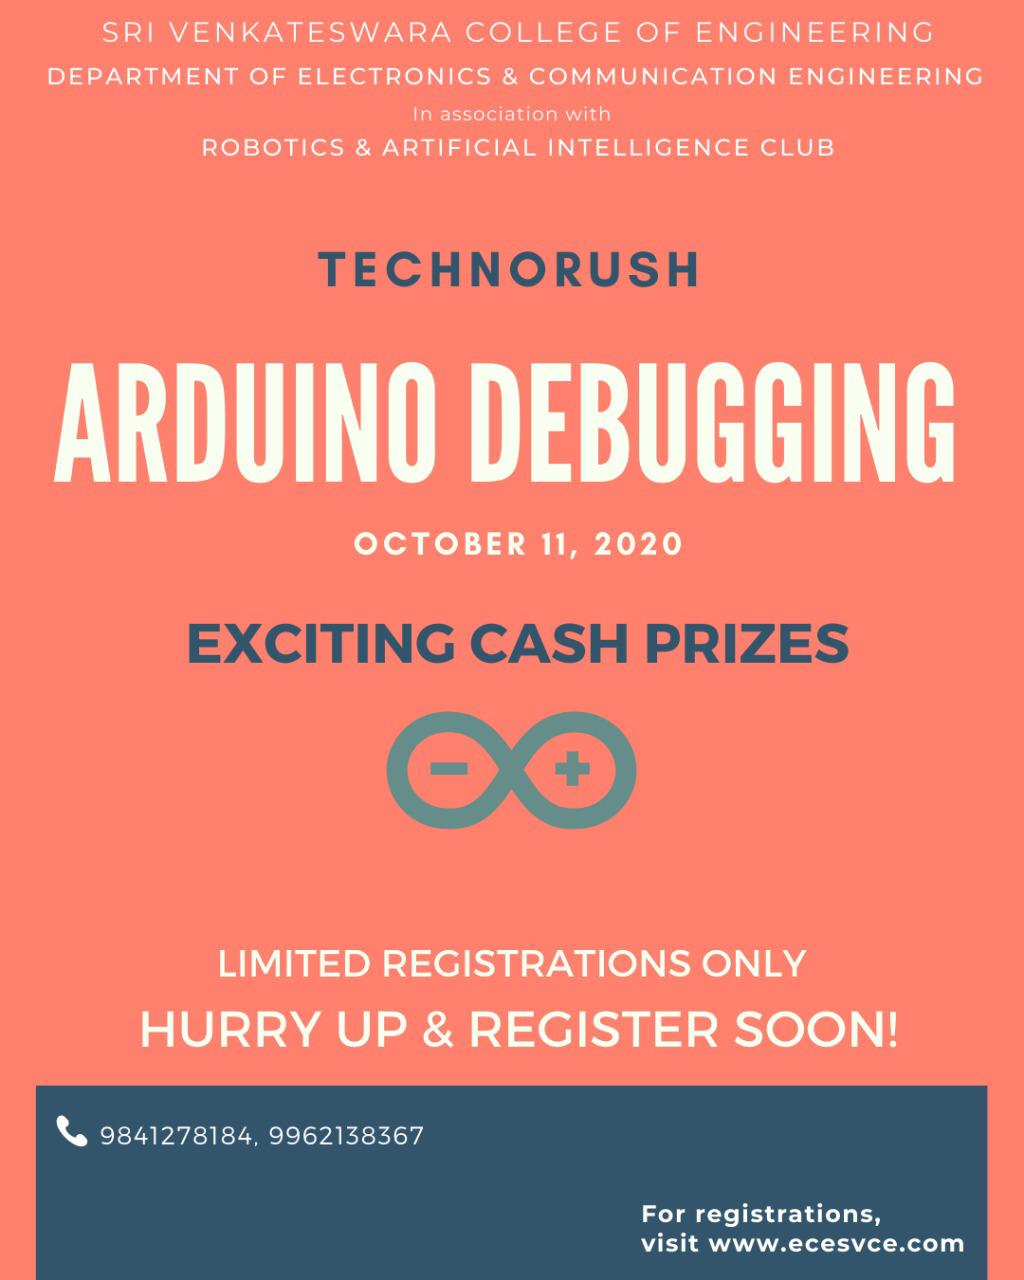 SRI VENKATESWARA COLLEGE OF ENGINEERING
DEPARTMENT OF ELECTRONICS & COMMUNICATION ENGINEERING
In association with
ROBOTICS & ARTIFICIAL INTELLIGENCE CLUB
TECHNORUSH
ARDUINO DEBUGGING
OCTOBER 11, 2020
EXCITING CASH PRIZES
LIMITED REGISTRATIONS ONLY
HURRY UP & REGISTER SOON!
9841278184, 9962138367
For registrations,
visit www.ecesvce.com